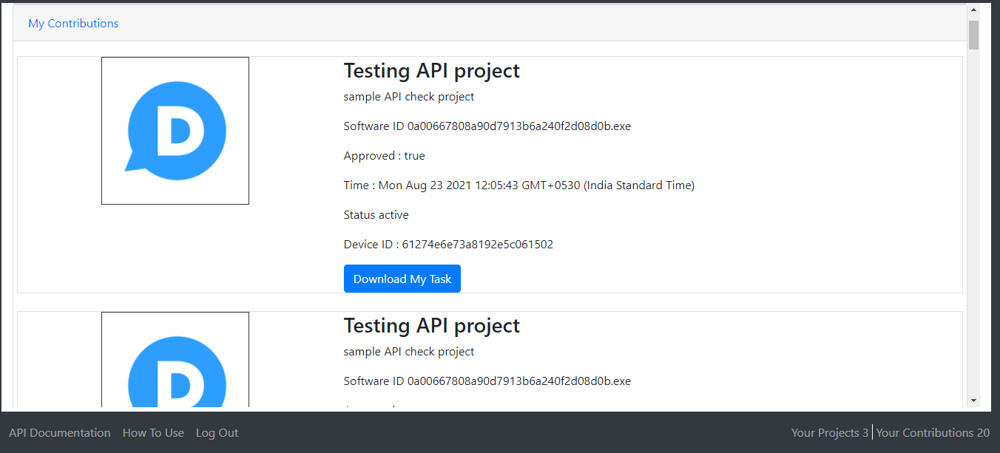 My Contributions
D
Testing API project
sample API check project
Software ID 0a00667808a90d7913b6a240f2d08d0b.exe
Approved : true
Time : Mon Aug 23 2021 12:05:43 GMT+0530 (India Standard Time)
Status active
Device ID : 61274e6e73a8192e5c061502
Download My Task
D
Testing API project
sample API check project
Software ID 0a00667808a90d7913b6a240f2d08d0b.exe
API Documentation How To Use Log Out Your Projects 3 Your Contributions 20